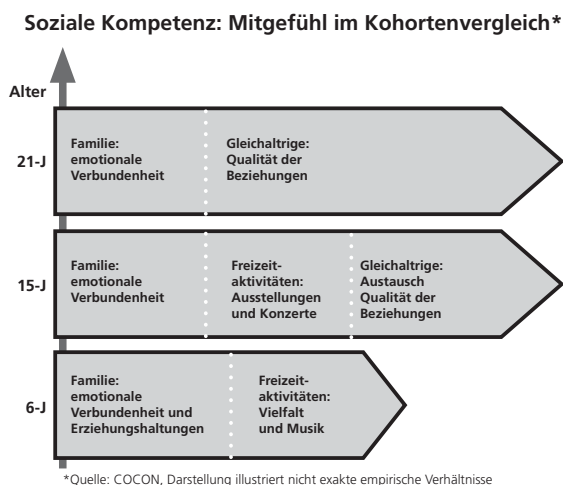 Soziale Kompetenz: Mitgefühl im Kohortenvergleich*
Alter
21-J
Familie:
emotionale
Verbundenheit
Gleichaltrige:
Qualität der
Beziehungen
15-J
Familie:
emotionale
Verbundenheit
Freizeit-
aktivitäten:
Ausstellungen
und Konzerte
Gleichaltrige:
Austausch
Qualität der
Beziehungen
6-J
Familie:
emotionale
Verbundenheit und
Erziehungshaltungen
Freizeit-
aktivitäten:
Vielfalt
und Musik
*Quelle: COCON, Darstellung illustriert nicht exakte empirische Verhältnisse